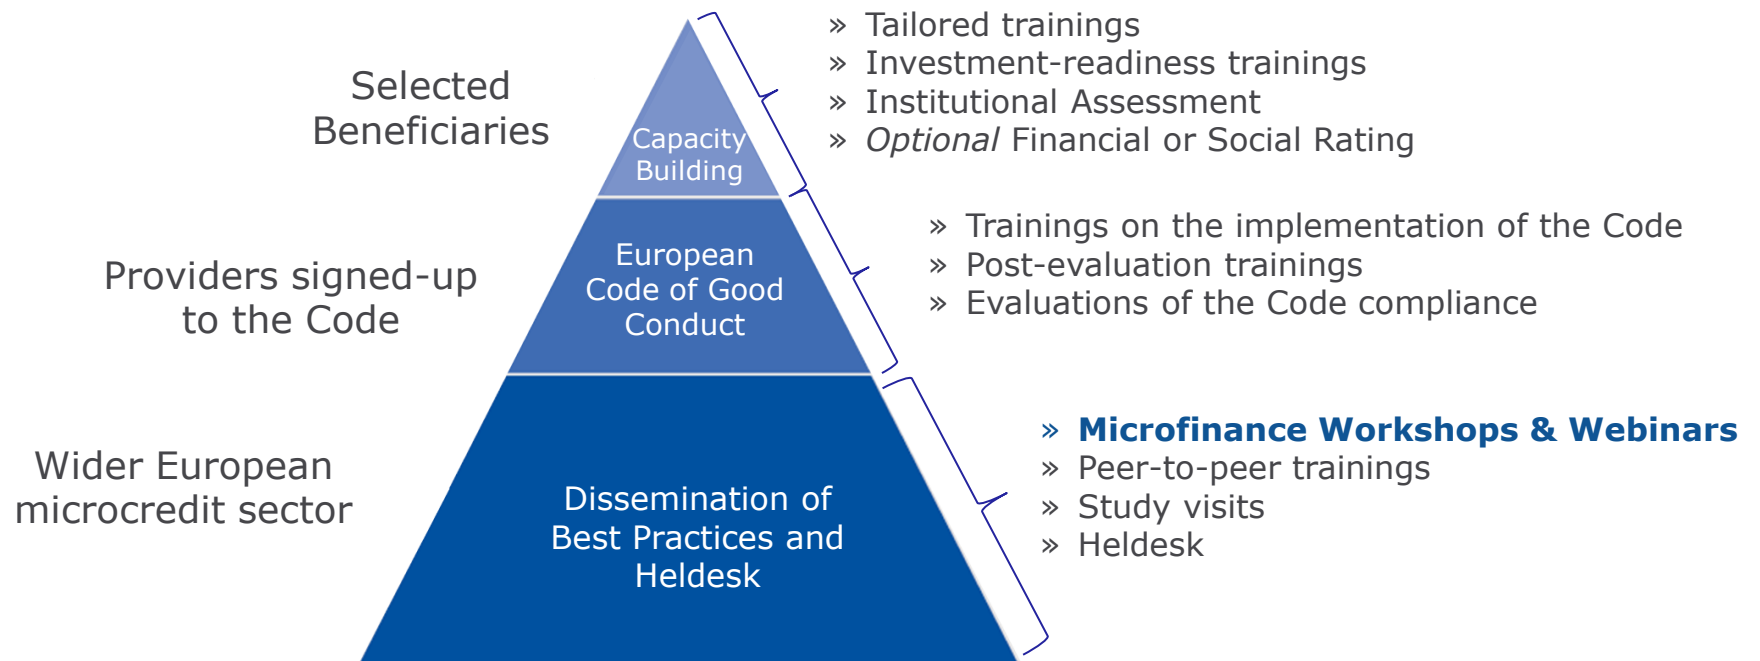 Selected
Beneficiaries
Capacity
Building
» Tailored trainings
» Investment-readiness trainings
» Institutional Assessment
» Optional Financial or Social Rating
Providers signed-up
to the Code
European
Code of Good
Conduct
» Trainings on the implementation of the Code
» Post-evaluation trainings
» Evaluations of the Code compliance
Wider European
microcredit sector
Dissemination of
Best Practices and
Heldesk
» Microfinance Workshops & Webinars
» Peer-to-peer trainings
» Study visits
» Heldesk